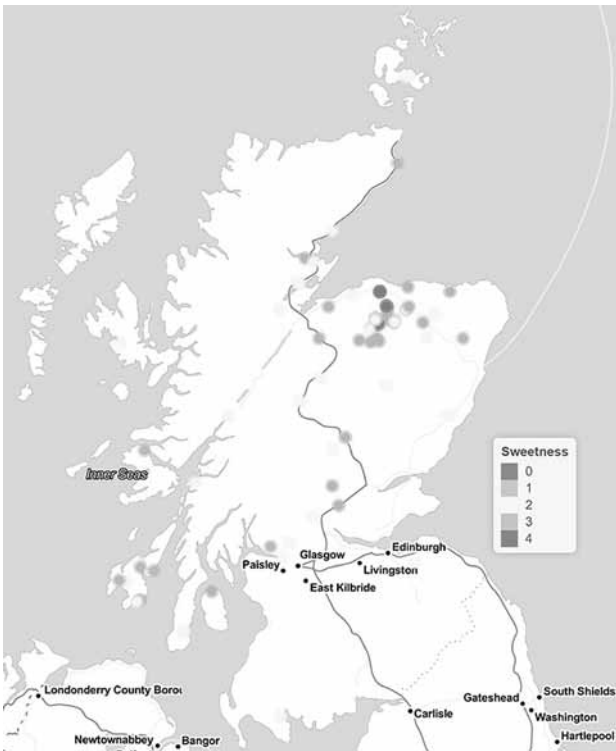 Inner Seas
Sweetness
0
1
2
3
4
Edinburgh
Glasgow
Paisley
Livingston
East Kilbride
Londonderry County Borou
South Shields
Gateshead
Carlisle
Washington
Newtownabbey
Bangor
Hartlepool